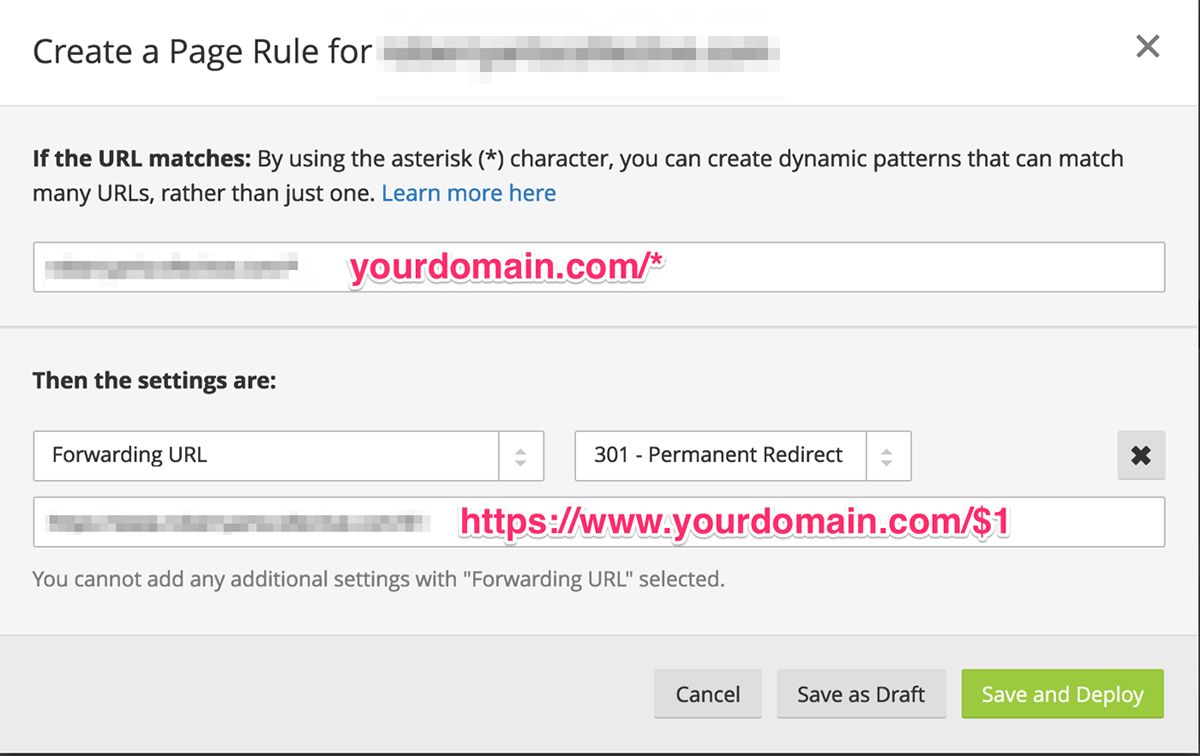 Create a Page Rule for
If the URL matches: By using the asterisk (*) character, you can create dynamic patterns that can match
many URLs, rather than just one. Learn more here
yourdomain.com/*
Then the settings are:
Forwarding URL
301 - Permanent Redirect
https://www.yourdomain.com/$1
You cannot add any additional settings with "Forwarding URL" selected.
Cancel
Save as Draft
Save and Deploy